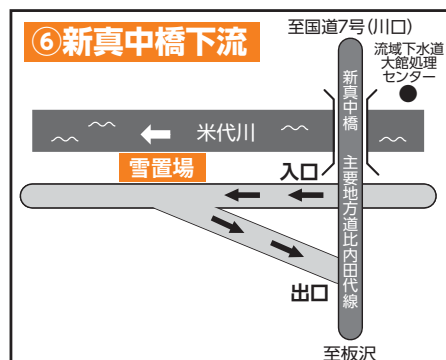 ⑥新真中橋下流
至国道7号(川口)
流域下水道
大館処理
センター
新真中橋
米代川
雪置場
入口
主要地方道比内田代線
出口
至板沢